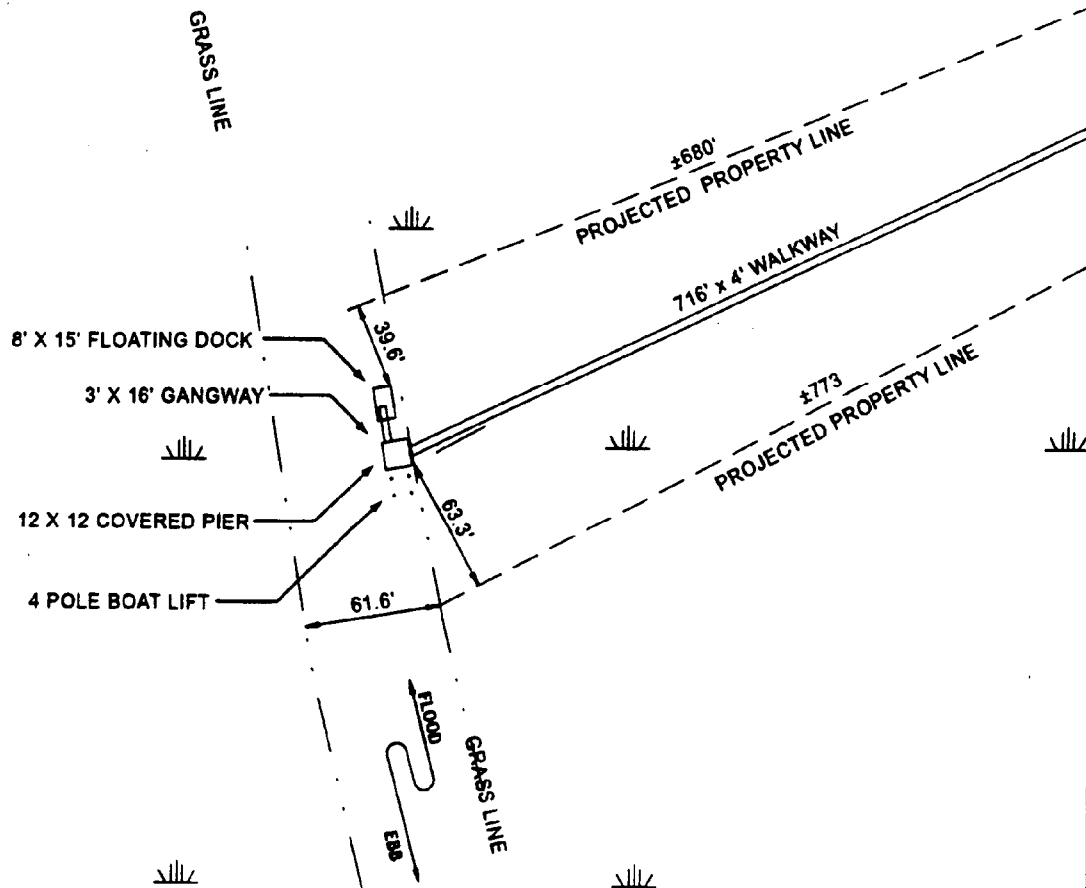 GRASS LINE
±680'
PROJECTED PROPERTY LINE
716' x 4' WALKWAY
39.6'
8' X 15' FLOATING DOCK
3' X 16' GANGWAY'
±773
PROJECTED PROPERTY LINE
63.3'
12 X 12 COVERED PIER
4 POLE BOAT LIFT
61.6'
FLOOD
GRASS LINE
EBB